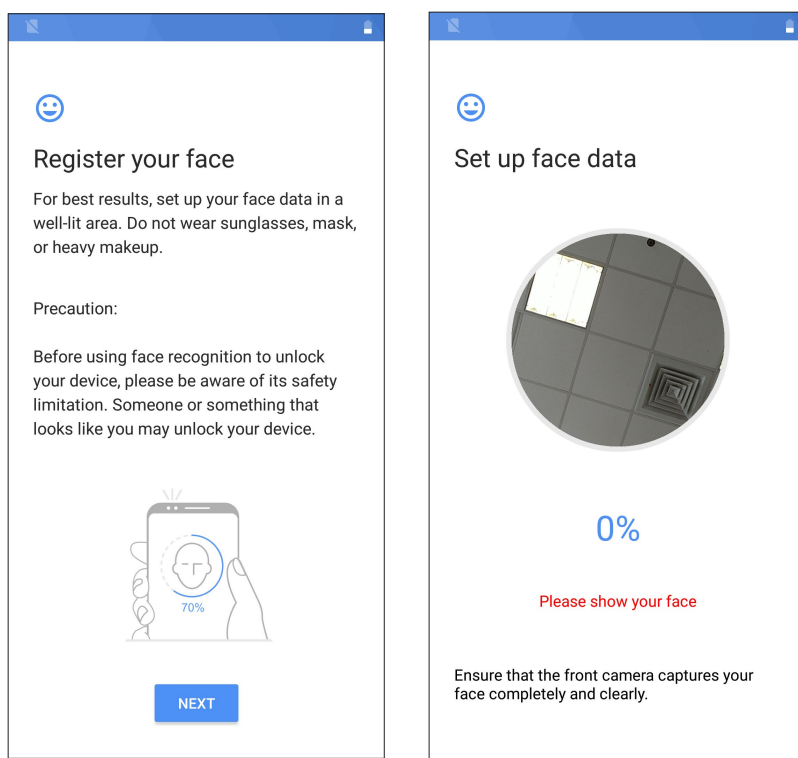 Register your face
For best results, set up your face data in a
well-lit area. Do not wear sunglasses, mask,
or heavy makeup.
Precaution:
Before using face recognition to unlock
your device, please be aware of its safety
limitation. Someone or something that
looks like you may unlock your device.
70%
NEXT
Set up face data
0%
Please show your face
Ensure that the front camera captures your
face completely and clearly.